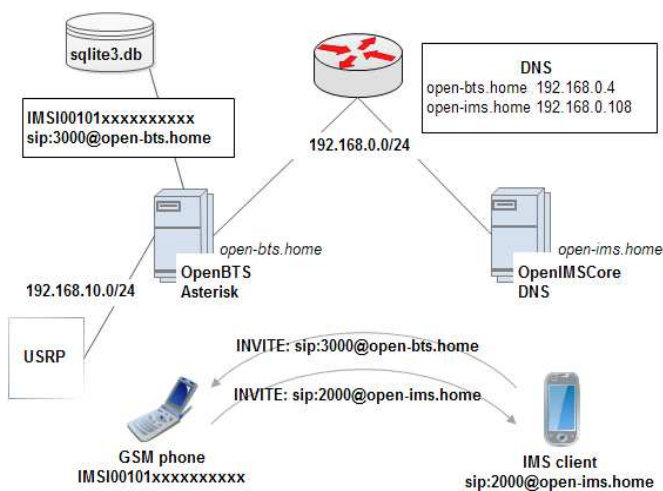 sqlite3.db
DNS
open-bts.home 192.168.0.4
open-ims.home 192.168.0.108
IMSI00101xxxxxxxxxx
sip:3000@open-bts.home
192.168.0.0/24
open-bts.home
OpenBTS
Asterisk
open-ims.home
OpenIMSCore
DNS
192.168.10.0/24
USRP
INVITE: sip:3000@open-bts.home
INVITE: sip:2000@open-ims.home
GSM phone
IMSI00101xxxxxxxxxx
IMS client
sip:2000@open-ims.home